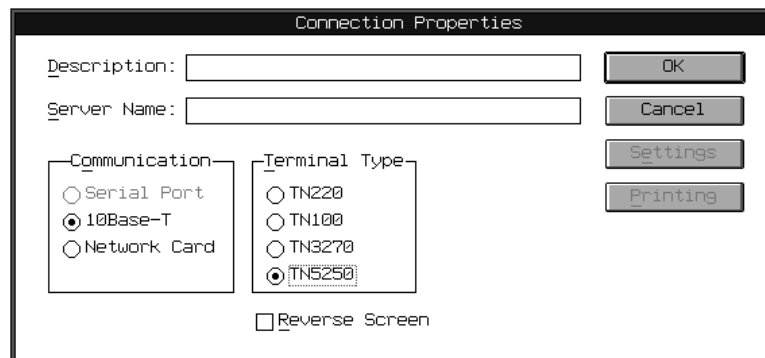 Connection Properties
Description:
OK
Server Name:
Cancel
Communication
Serial Port
10Base-T
Network Card
Terminal Type
TN220
TN100
TN3270
TN5250
Settings
Printing
Reverse Screen